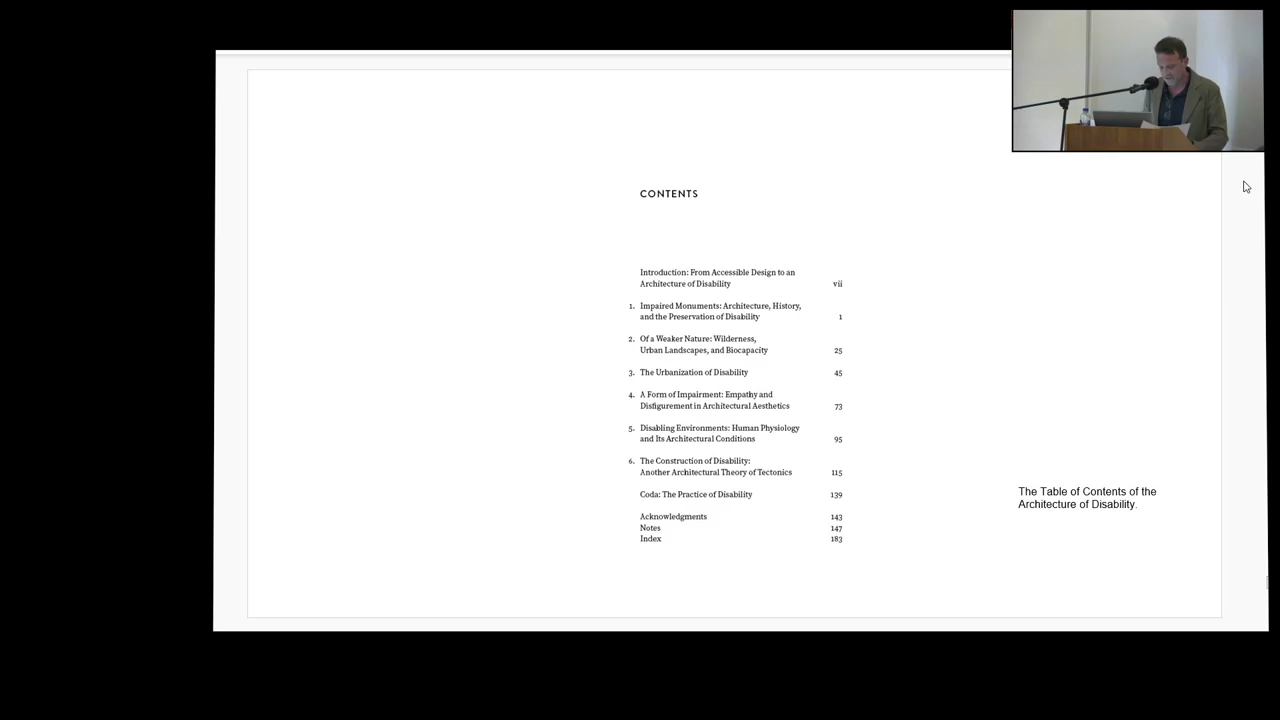 CONTENTS
Introduction: From Accessible Design to an
Architecture of Disability vii
1. Impaired Monuments: Architecture, History,
and the Preservation of Disability 1
2. Of a Weaker Nature: Wilderness,
Urban Landscapes, and Biocapacity 25
3. The Urbanization of Disability 45
4. A Form of Impairment: Empathy and
Disfigurement in Architectural Aesthetics 73
5. Disabling Environments: Human Physiology
and Its Architectural Conditions 95
6. The Construction of Disability:
Another Architectural Theory of Tectonics 115
Coda: The Practice of Disability 139
Acknowledgments 143
Notes 147
Index 183
The Table of Contents of the
Architecture of Disability.